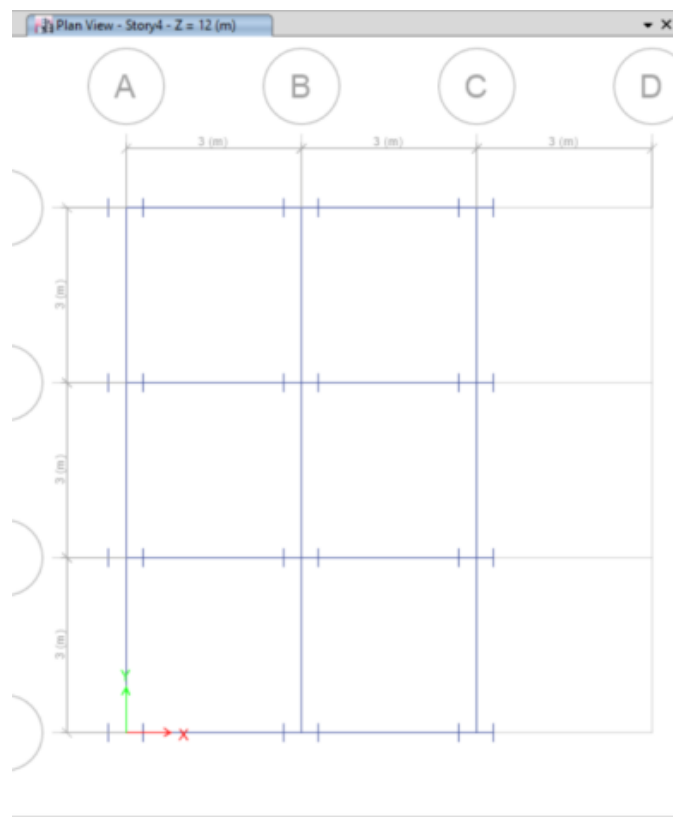 Plan View - Story4 - Z = 12 (m)
A B C D
3 (m) 3 (m) 3 (m)
3 (m)
3 (m)
3 (m)
Y
X